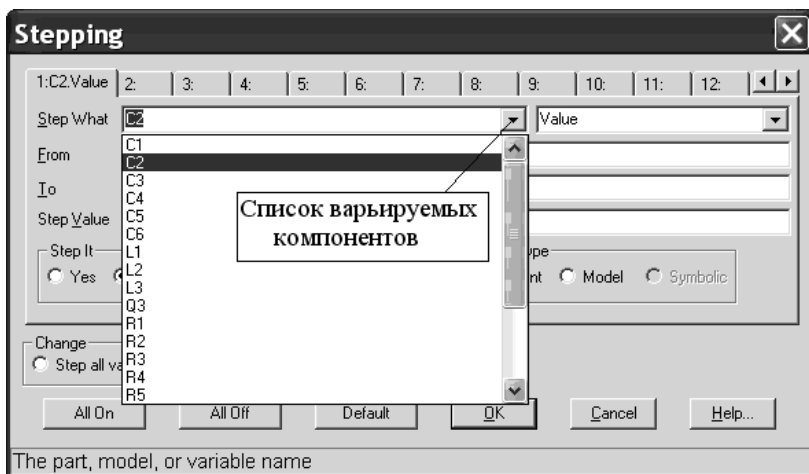 Stepping
1:C2.Value 2: 3: 4: 5: 6: 7: 8: 9: 10: 11: 12:
Step What C2 Value
From
To
Step Value
C1
C2
C3
C4
C5
C6
L1
L2
L3
Q3
R1
R2
R3
R4
R5
Список варьируемых
компонентов
Step It
Yes
Model Symbolic
Change
Step all
All On All Off Default OK Cancel Help...
The part, model, or variable name